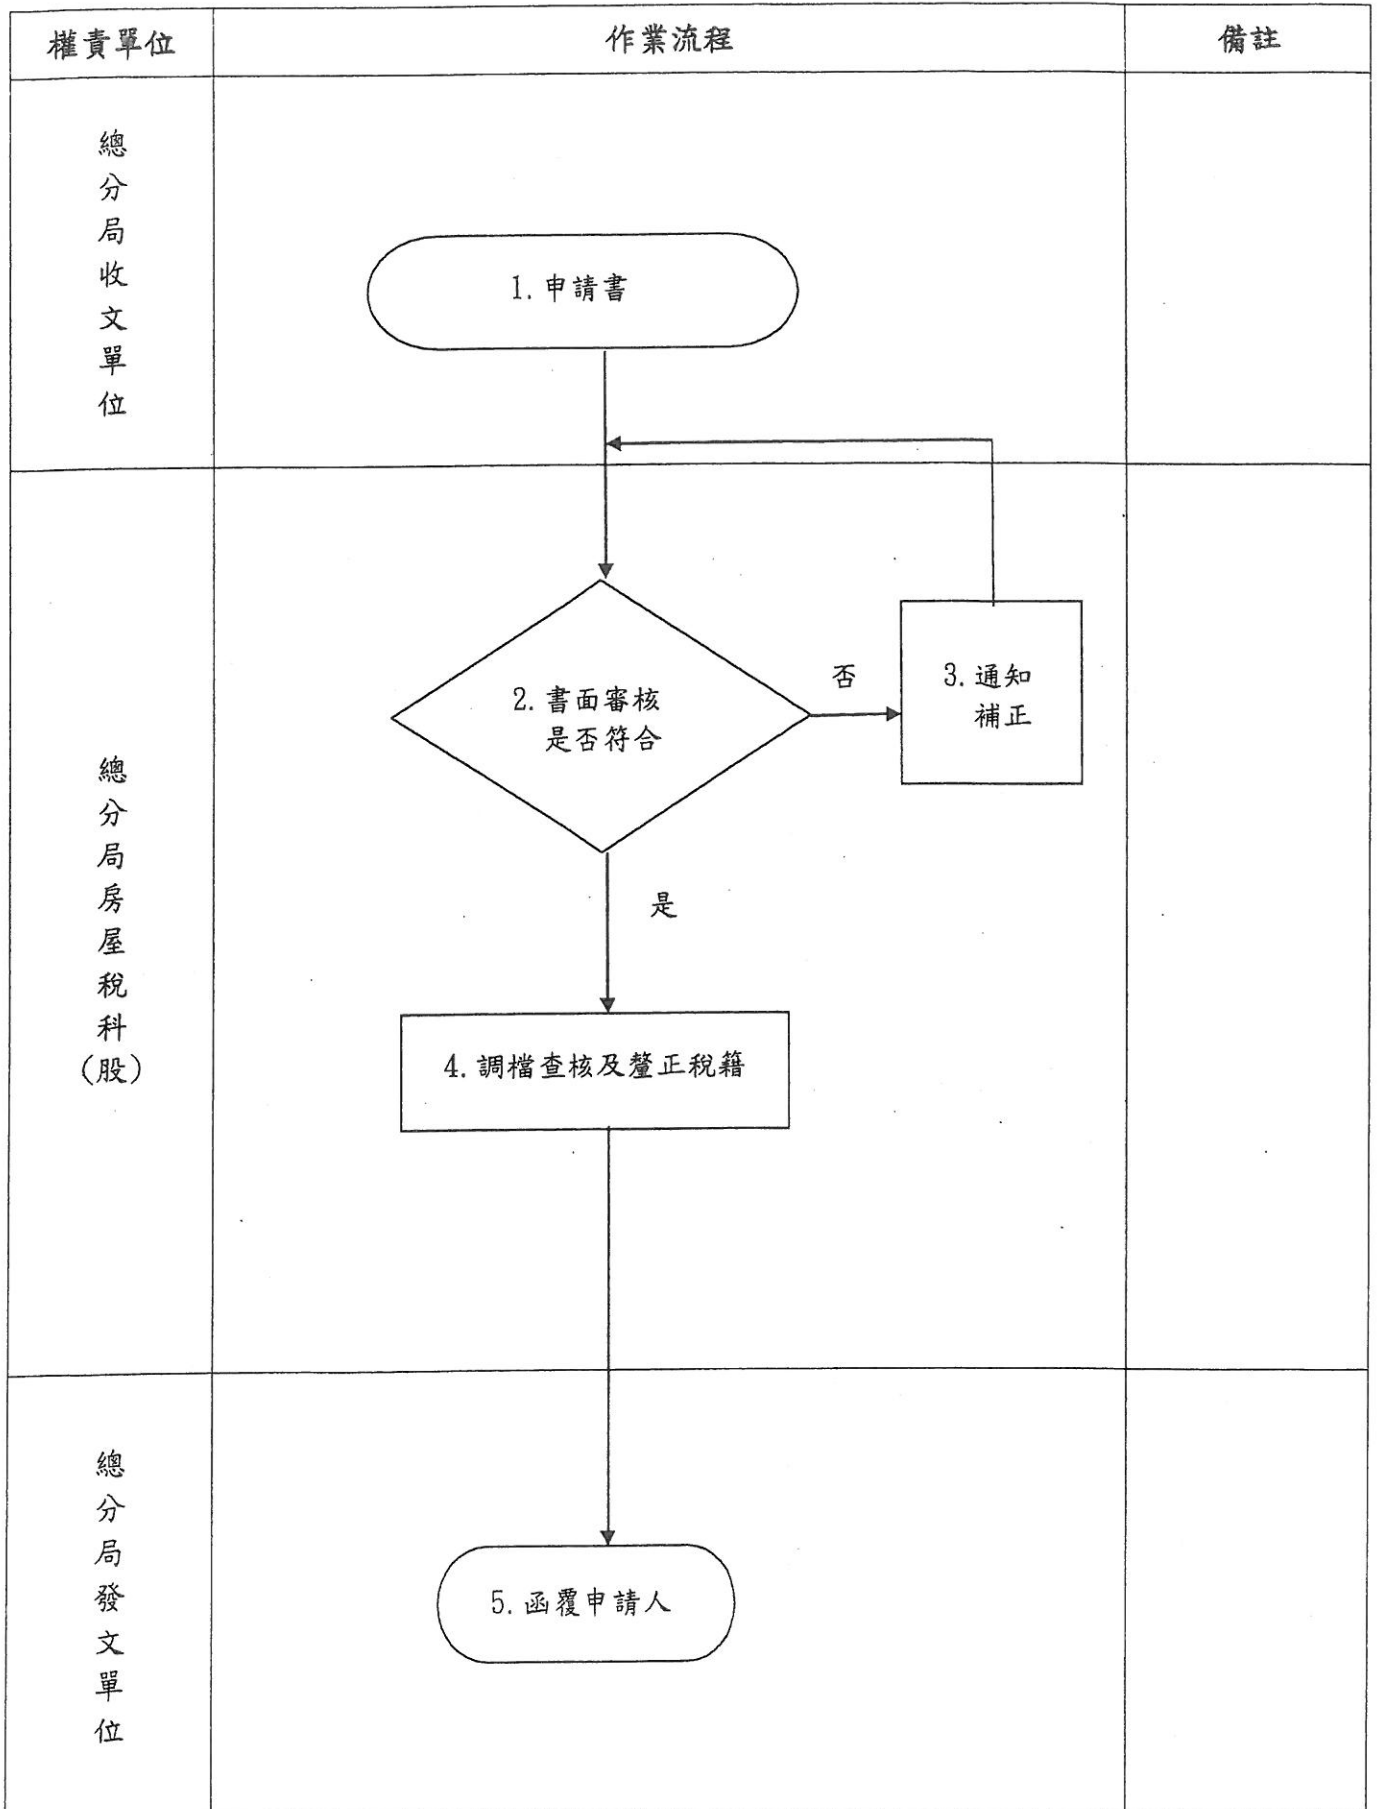 權責單位
作業流程
備註
總分局收文單位
1. 申請書
總分局房屋稅科(股)
2. 書面審核
是否符合
否
3. 通知
補正
是
4. 調檔查核及釐正稅籍
總分局發文單位
5. 函覆申請人